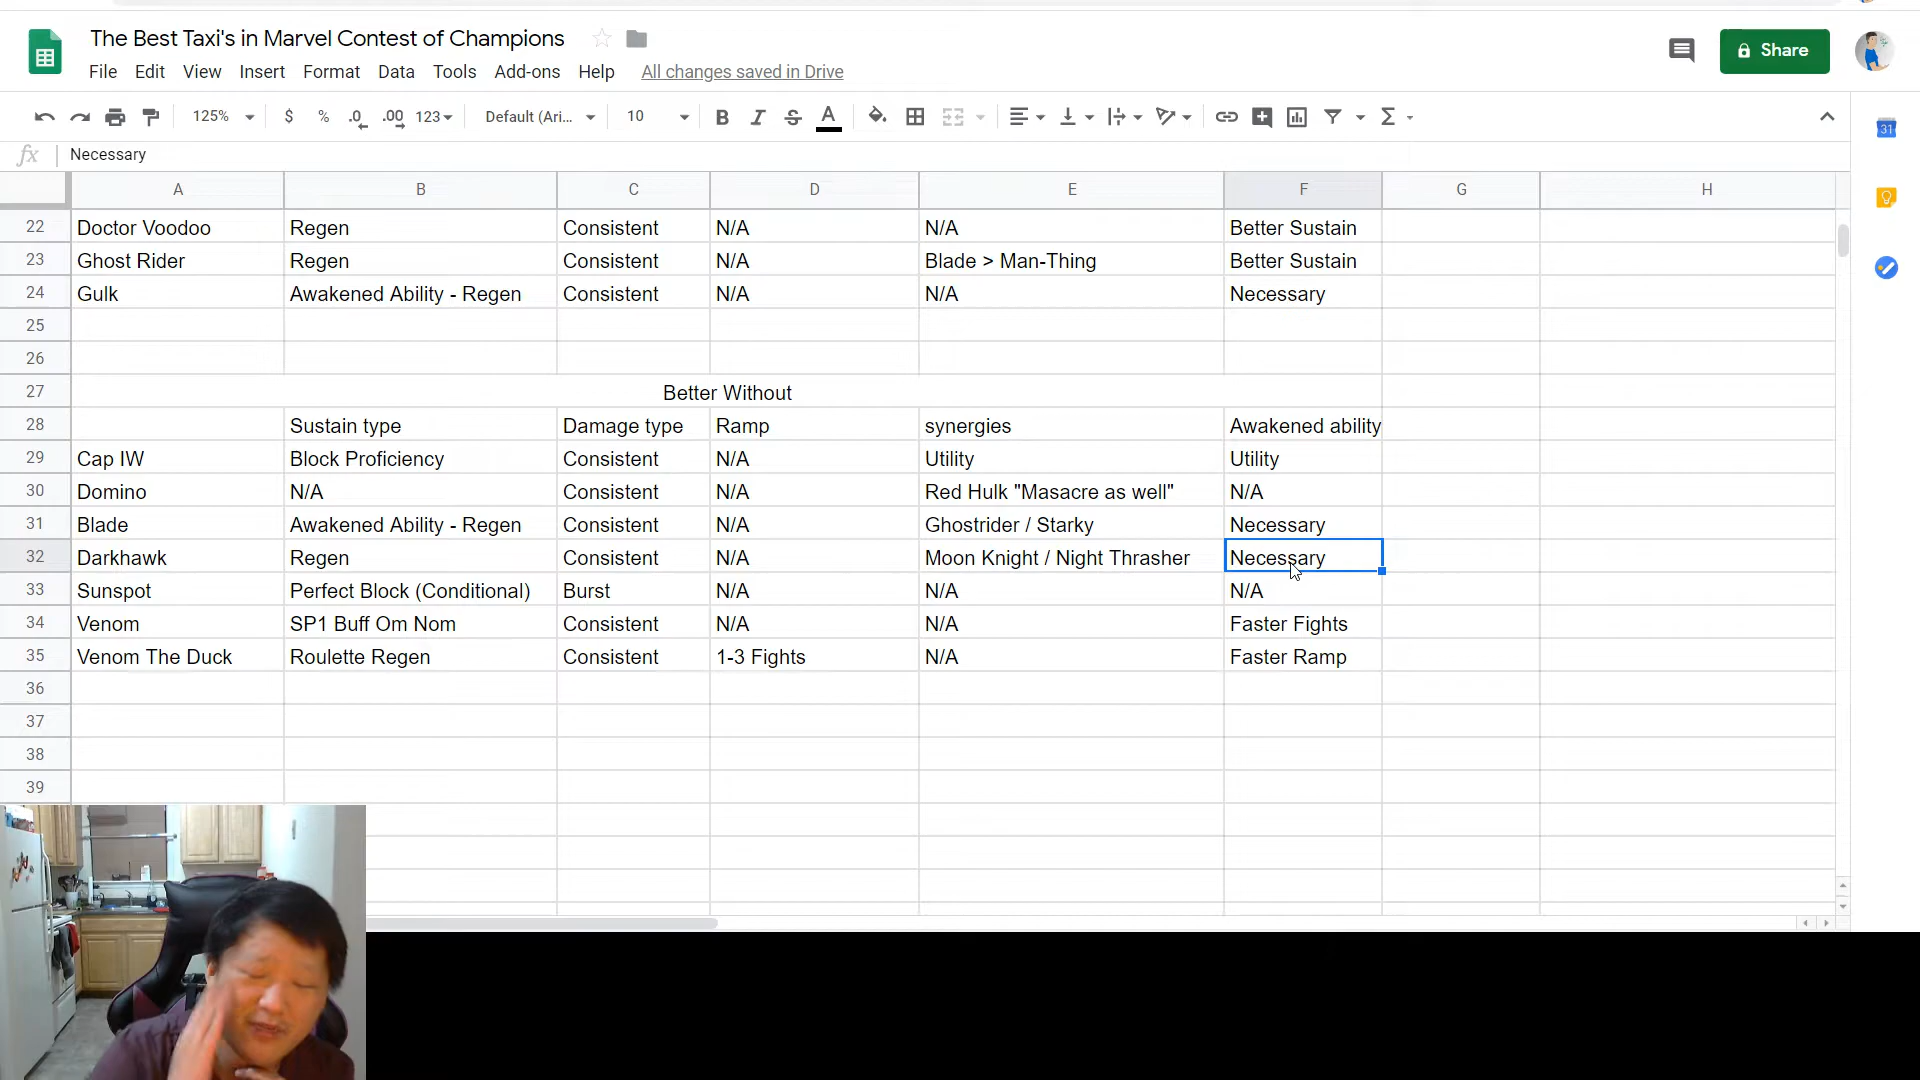 The Best Taxi's in Marvel Contest of Champions
File Edit View Insert Format Data Tools Add-ons Help All changes saved in Drive
Share
125% $ % .0 .00 123 Default (Ari... 10 B I S A Σ
31
fx Necessary
A B C D E F G H
22 Doctor Voodoo Regen Consistent N/A N/A Better Sustain
23 Ghost Rider Regen Consistent N/A Blade > Man-Thing Better Sustain
24 Gulk Awakened Ability - Regen Consistent N/A N/A Necessary
25
26
27 Better Without
28 Sustain type Damage type Ramp synergies Awakened ability
29 Cap IW Block Proficiency Consistent N/A Utility Utility
30 Domino N/A Consistent N/A Red Hulk "Masacre as well" N/A
31 Blade Awakened Ability - Regen Consistent N/A Ghostrider / Starky Necessary
32 Darkhawk Regen Consistent N/A Moon Knight / Night Thrasher Necessary
33 Sunspot Perfect Block (Conditional) Burst N/A N/A N/A
34 Venom SP1 Buff Om Nom Consistent N/A N/A Faster Fights
35 Venom The Duck Roulette Regen Consistent 1-3 Fights N/A Faster Ramp
36
37
38
39